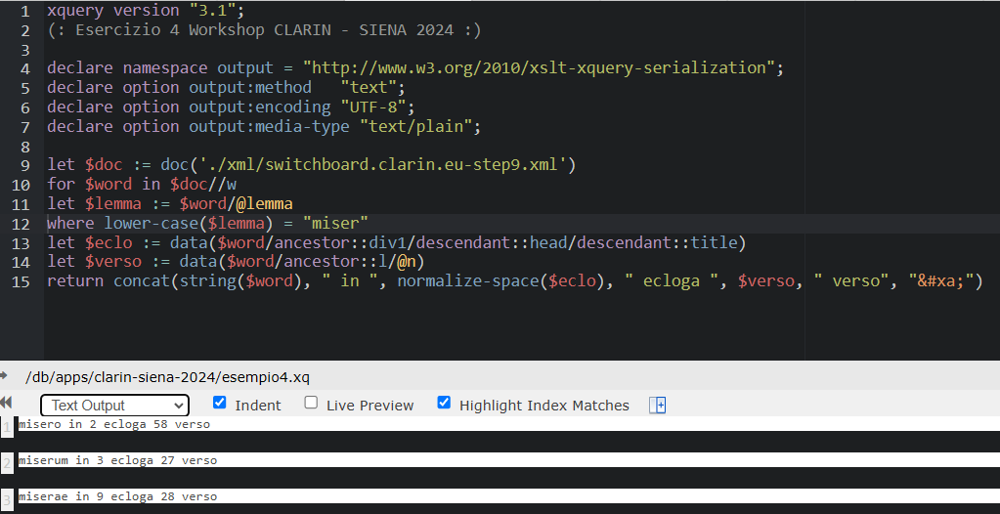 1 xquery version "3.1";
2 (: Esercizio 4 Workshop CLARIN - SIENA 2024 :)
3
4 declare namespace output = "http://www.w3.org/2010/xslt-xquery-serialization";
5 declare option output:method   "text";
6 declare option output:encoding "UTF-8";
7 declare option output:media-type "text/plain";
8
9 let $doc := doc('./xml/switchboard.clarin.eu-step9.xml')
10 for $word in $doc//w
11 let $lemma := $word/@lemma
12 where lower-case($lemma) = "miser"
13 let $eclo := data($word/ancestor::div1/descendant::head/descendant::title)
14 let $verso := data($word/ancestor::l/@n)
15 return concat(string($word), " in ", normalize-space($eclo), " ecloga ", $verso, " verso", "&#xa;")
/db/apps/clarin-siena-2024/esempio4.xq
Text Output Indent Live Preview Highlight Index Matches
1 misero in 2 ecloga 58 verso
2 miserum in 3 ecloga 27 verso
3 miserae in 9 ecloga 28 verso